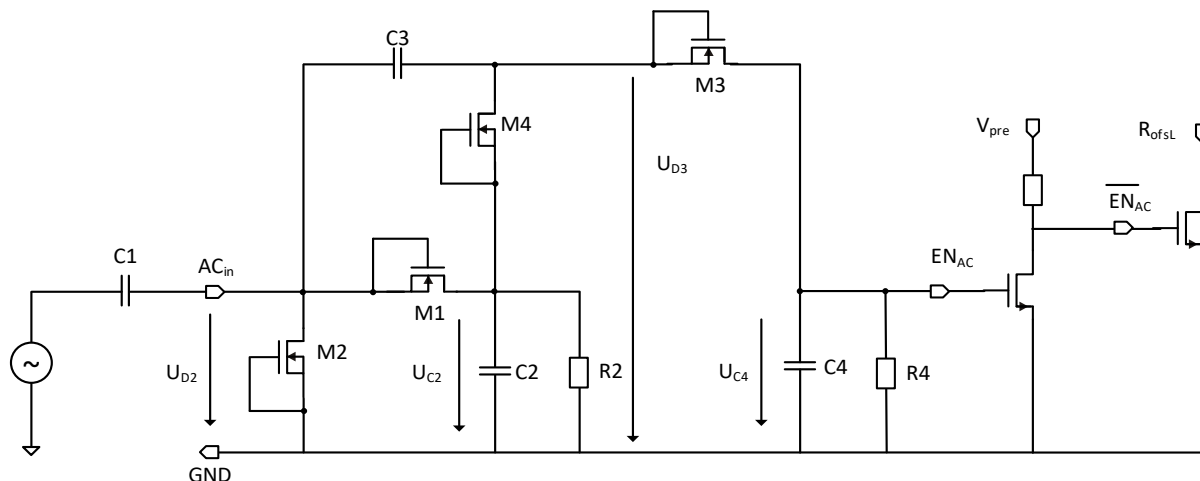 C3
M3
M4
V_pre
R_ofsL
U_D3
EN_AC
C1
AC_in
EN_AC
M1
M2
U_D2
U_C2
C2
R2
U_C4
C4
R4
GND
~